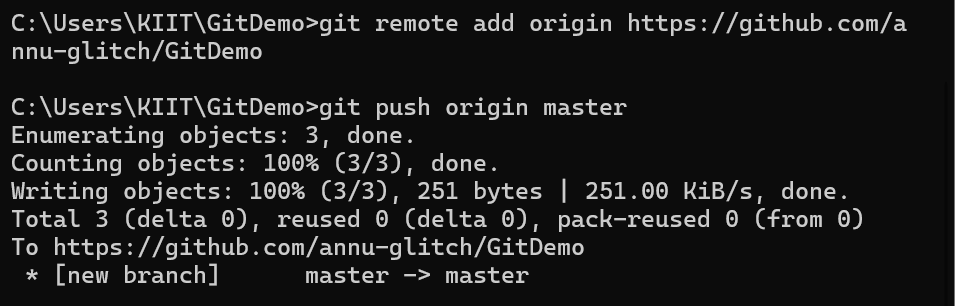 C:\Users\KIIT\GitDemo>git remote add origin https://github.com/a
nnu-glitch/GitDemo
C:\Users\KIIT\GitDemo>git push origin master
Enumerating objects: 3, done.
Counting objects: 100% (3/3), done.
Writing objects: 100% (3/3), 251 bytes | 251.00 KiB/s, done.
Total 3 (delta 0), reused 0 (delta 0), pack-reused 0 (from 0)
To https://github.com/annu-glitch/GitDemo
 * [new branch]      master -> master